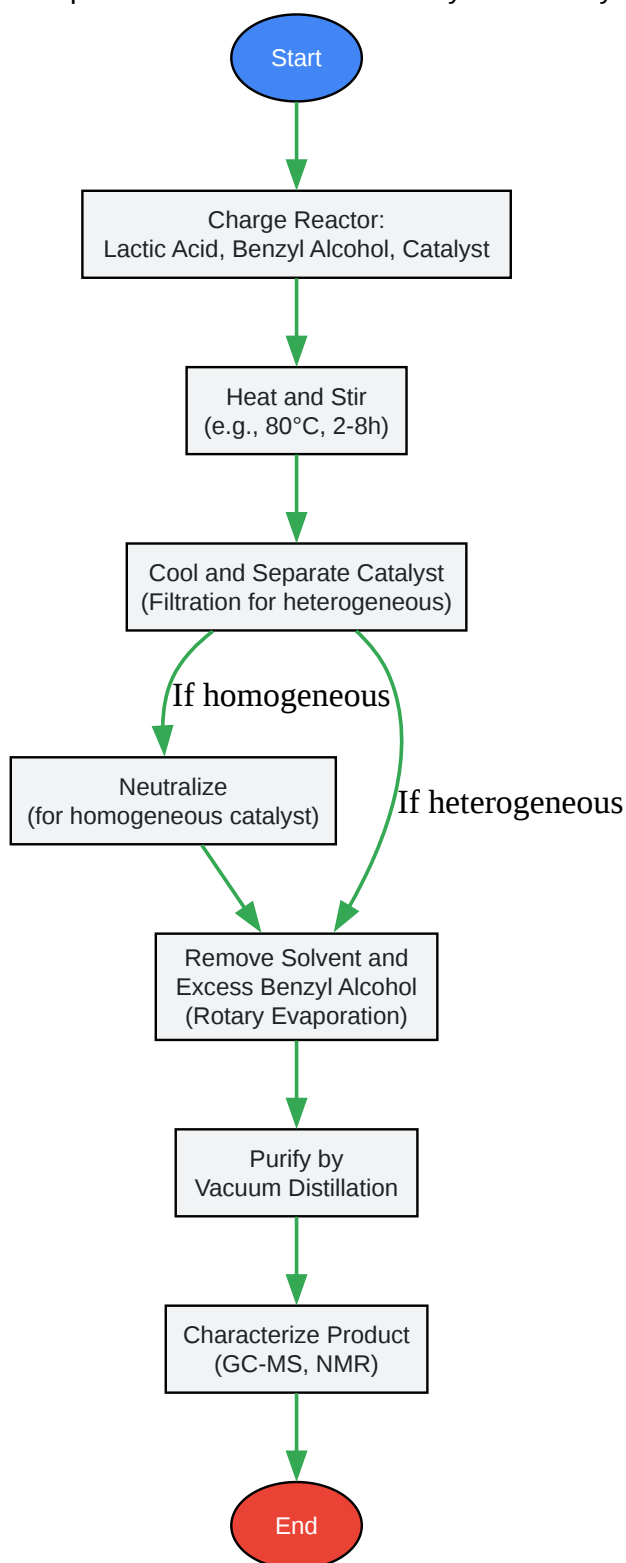 Start
Charge Reactor:
Lactic Acid, Benzyl Alcohol, Catalyst
Heat and Stir
(e.g., 80°C, 2-8h)
Cool and Separate Catalyst
(Filtration for heterogeneous)
If homogeneous
Neutralize
(for homogeneous catalyst)
If heterogeneous
Remove Solvent and
Excess Benzyl Alcohol
(Rotary Evaporation)
Purify by
Vacuum Distillation
Characterize Product
(GC-MS, NMR)
End